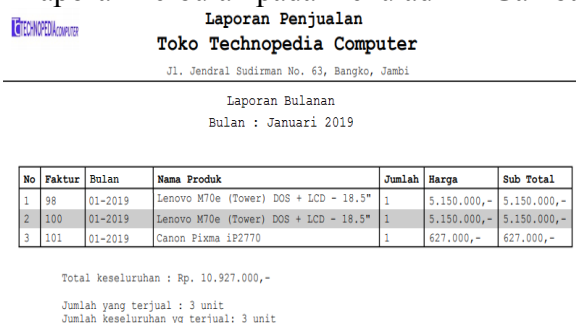 Laporan Penjualan
TECHNOPEDIA COMPUTER
Toko Technopedia Computer
Jl. Jendral Sudirman No. 63, Bangko, Jambi
Laporan Bulanan
Bulan : Januari 2019
No Faktur Bulan Nama Produk Jumlah Harga Sub Total
1 98 01-2019 Lenovo M70e (Tower) DOS + LCD - 18.5" 1 5.150.000,- 5.150.000,-
2 100 01-2019 Lenovo M70e (Tower) DOS + LCD - 18.5" 1 5.150.000,- 5.150.000,-
3 101 01-2019 Canon Pixma iP2770 1 627.000,- 627.000,-
Total keseluruhan : Rp. 10.927.000,-
Jumlah yang terjual : 3 unit
Jumlah keseluruhan yg terjual: 3 unit